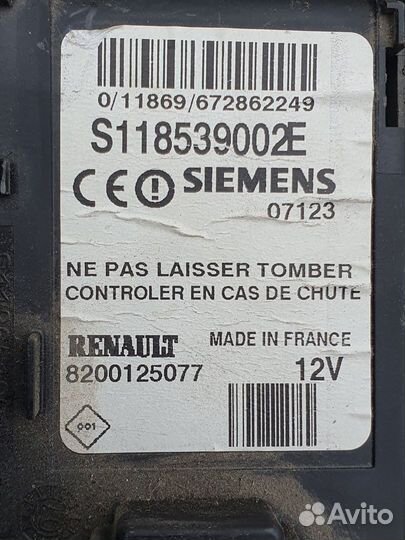 0/11869/672862249
S118539002E
CE SIEMENS
07123
NE PAS LAISSER TOMBER
CONTROLER EN CAS DE CHUTE
RENAULT MADE IN FRANCE
8200125077 12V
001
Avito